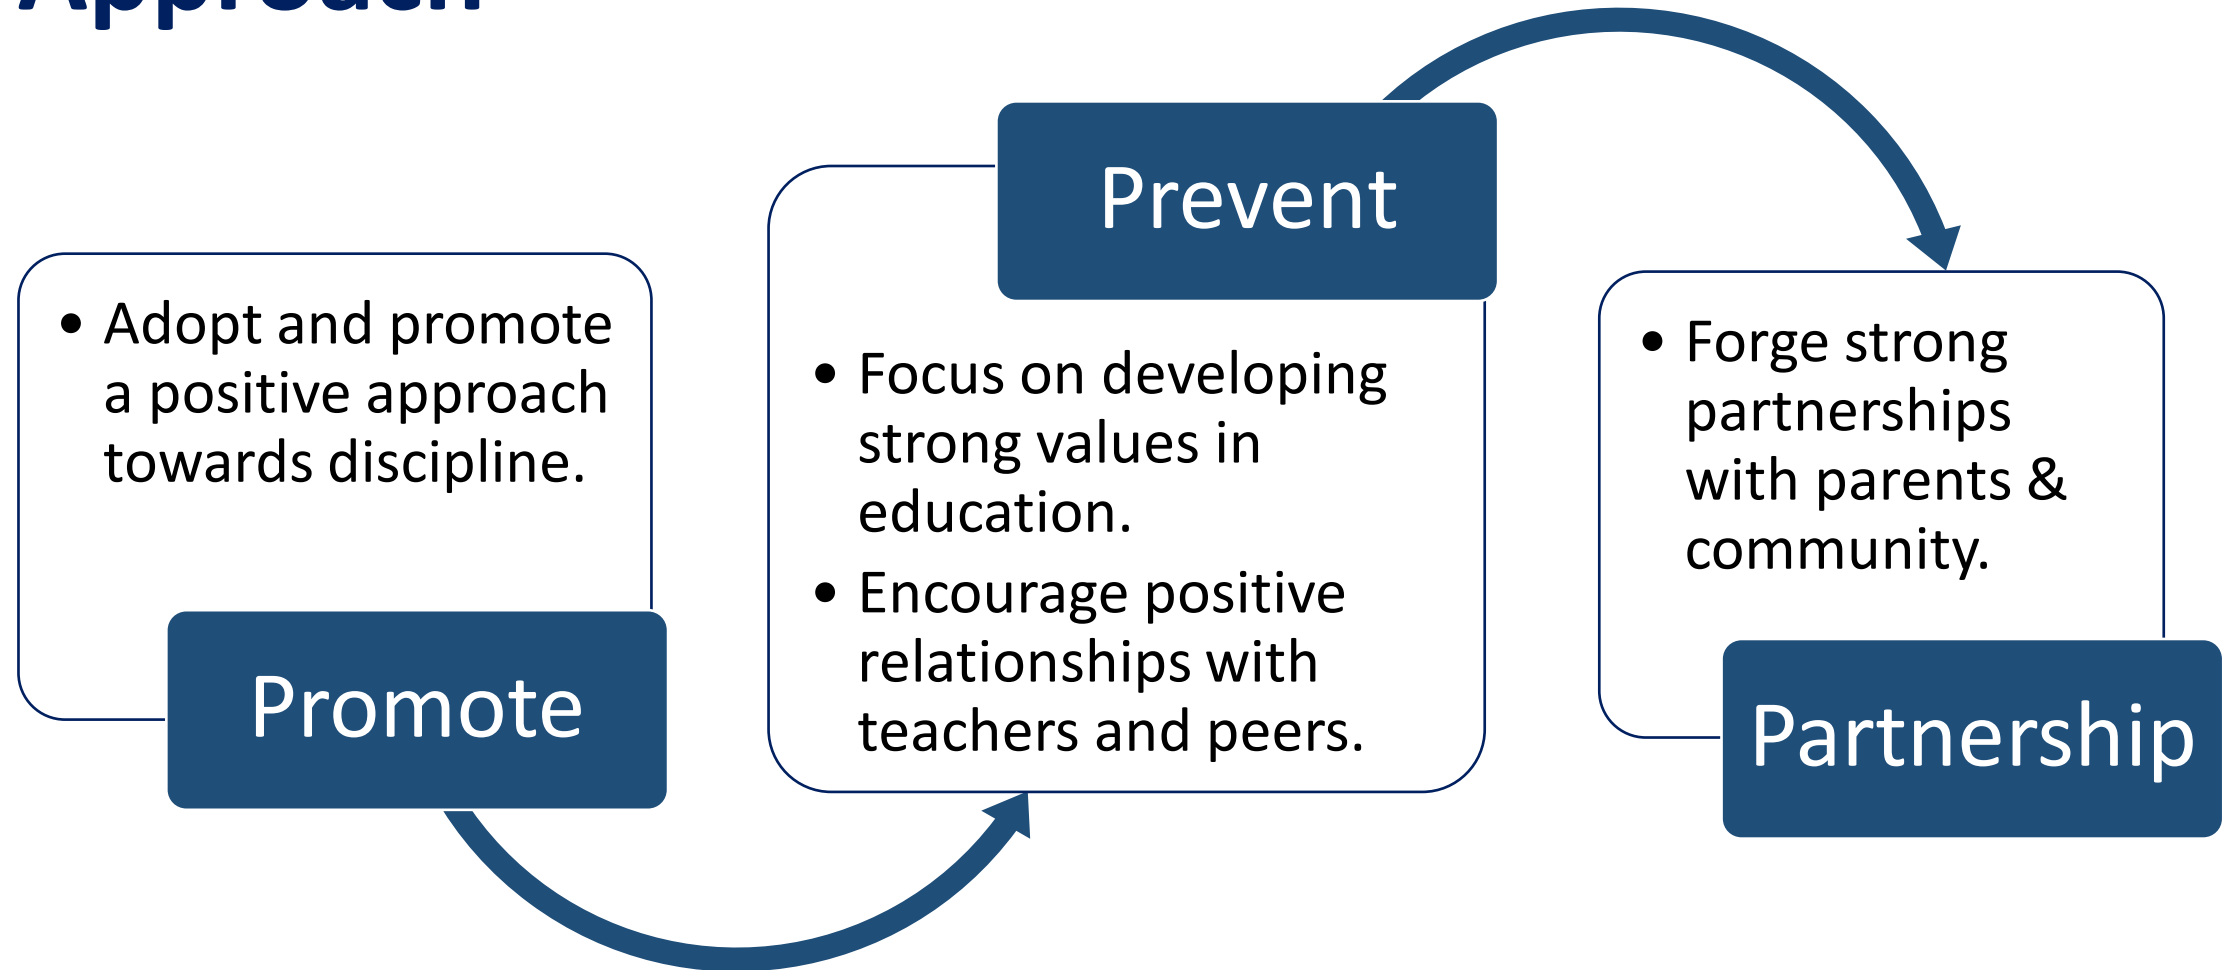 Approach
• Adopt and promote
a positive approach
towards discipline.
Promote
Prevent
• Focus on developing
strong values in
education.
• Encourage positive
relationships with
teachers and peers.
• Forge strong
partnerships
with parents &
community.
Partnership